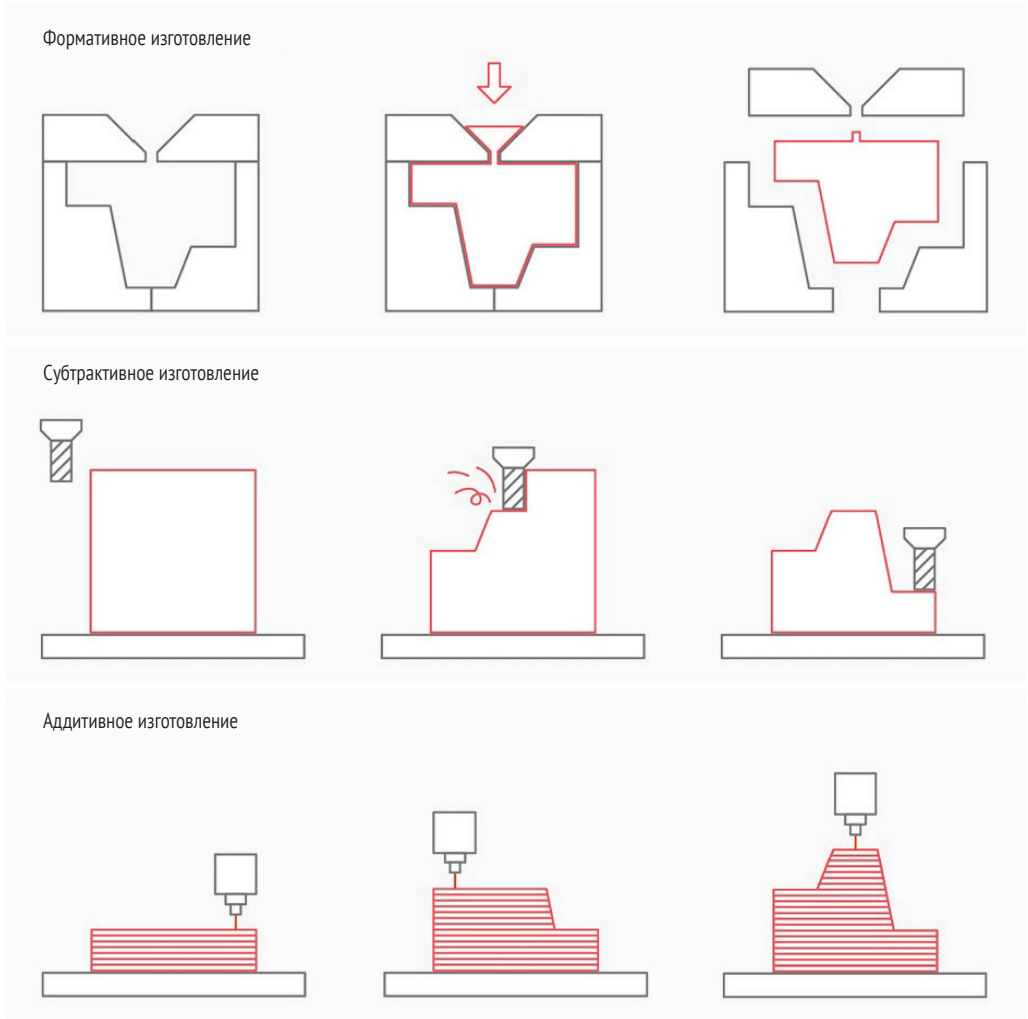 Формативное изготовление
Субтрактивное изготовление
Аддитивное изготовление